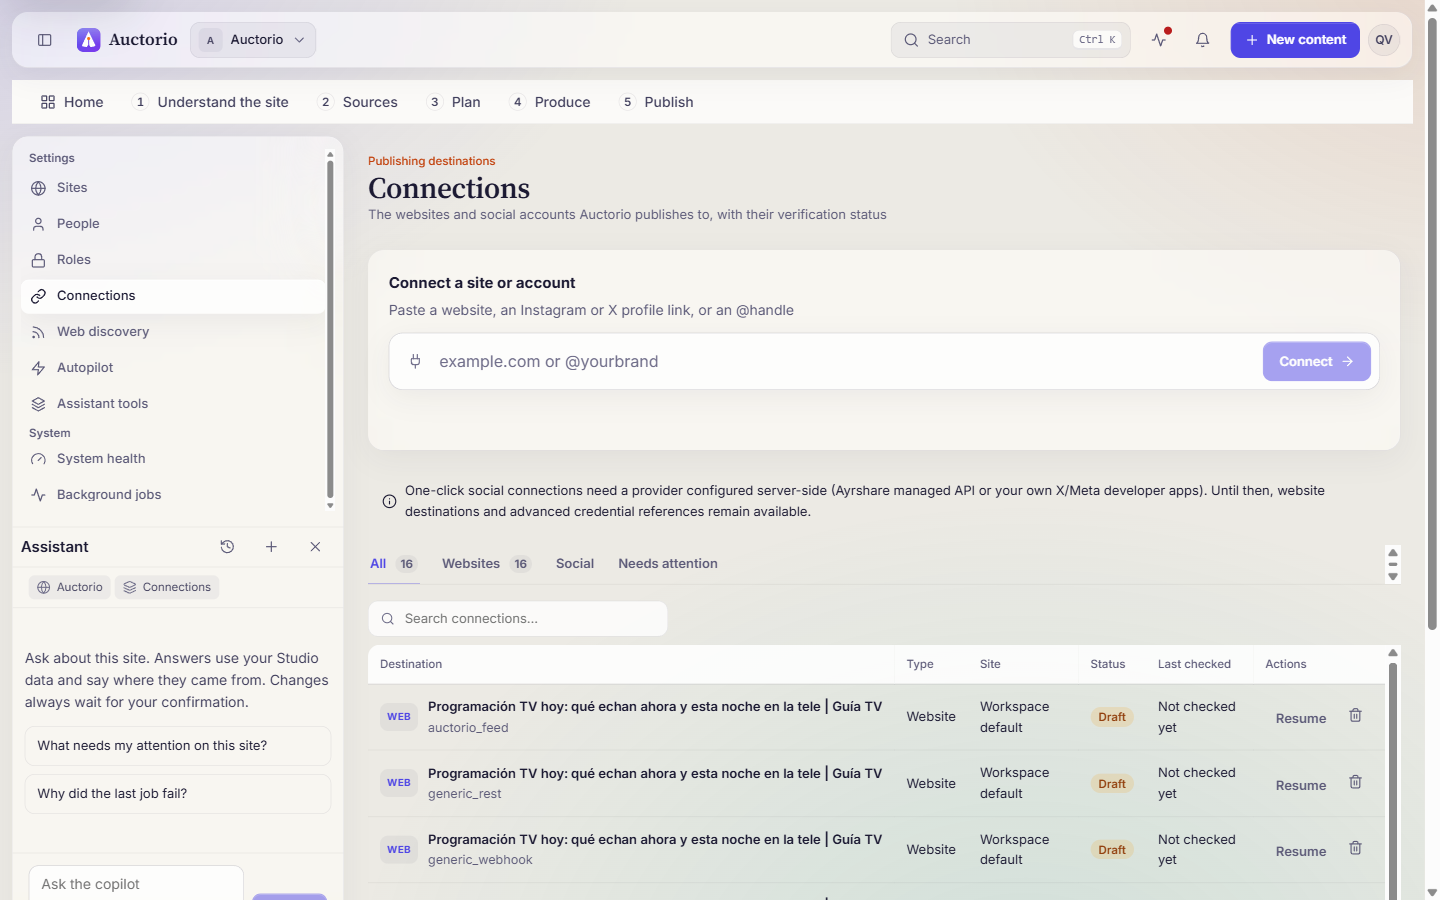 Auctorio
A Auctorio
Search Ctrl K
New content
QV
Home
1 Understand the site
2 Sources
3 Plan
4 Produce
5 Publish
Settings
Sites
People
Roles
Connections
Web discovery
Autopilot
Assistant tools
System
System health
Background jobs
Assistant
Auctorio
Connections
Ask about this site. Answers use your Studio
data and say where they came from. Changes
always wait for your confirmation.
What needs my attention on this site?
Why did the last job fail?
Ask the copilot
Publishing destinations
Connections
The websites and social accounts Auctorio publishes to, with their verification status
Connect a site or account
Paste a website, an Instagram or X profile link, or an @handle
example.com or @yourbrand
Connect
One-click social connections need a provider configured server-side (Ayrshare managed API or your own X/Meta developer apps). Until then, website
destinations and advanced credential references remain available.
All 16
Websites 16
Social
Needs attention
Search connections...
Destination Type Site Status Last checked Actions
WEB Programación TV hoy: qué echan ahora y esta noche en la tele | Guía TV
auctorio_feed
Website
Workspace
default
Draft
Not checked
yet
Resume
WEB Programación TV hoy: qué echan ahora y esta noche en la tele | Guía TV
generic_rest
Website
Workspace
default
Draft
Not checked
yet
Resume
WEB Programación TV hoy: qué echan ahora y esta noche en la tele | Guía TV
generic_webhook
Website
Workspace
default
Draft
Not checked
yet
Resume